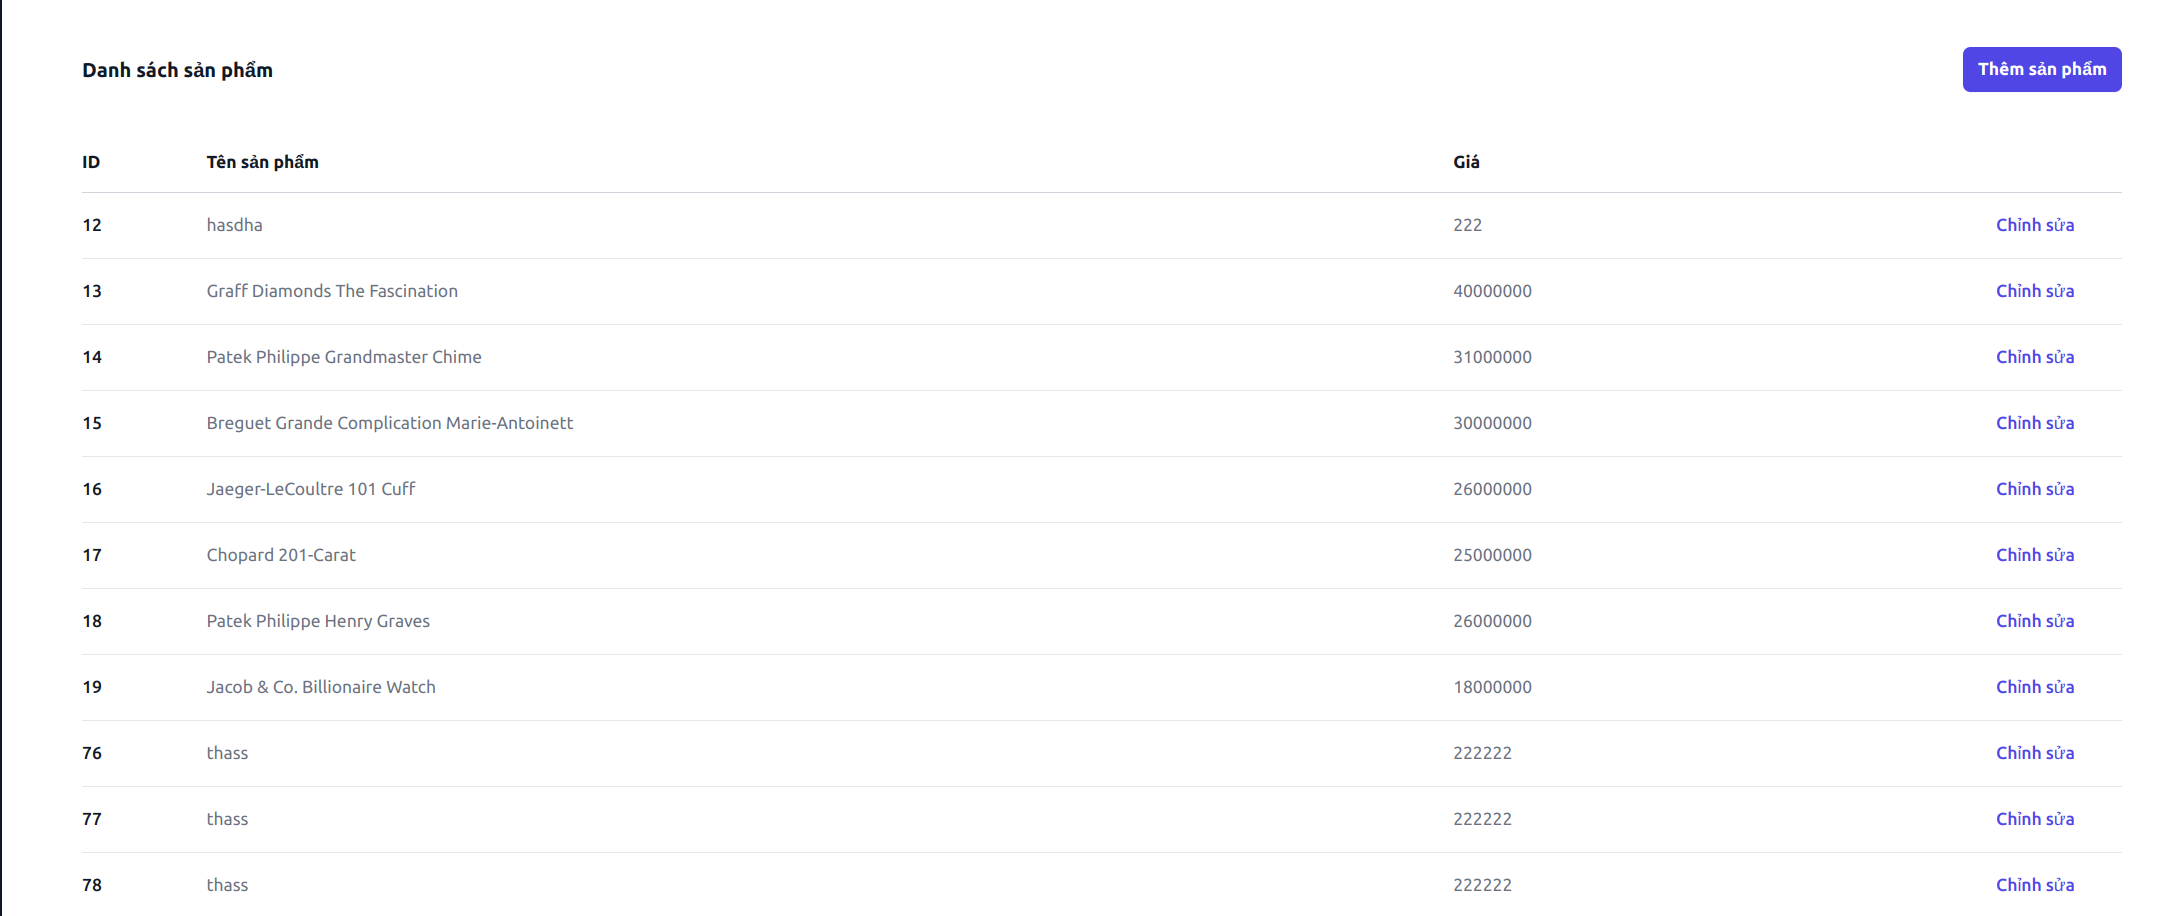 Danh sách sản phẩm Thêm sản phẩm
ID Tên sản phẩm Giá
12 hasdha 222 Chỉnh sửa
13 Graff Diamonds The Fascination 40000000 Chỉnh sửa
14 Patek Philippe Grandmaster Chime 31000000 Chỉnh sửa
15 Breguet Grande Complication Marie-Antoinett 30000000 Chỉnh sửa
16 Jaeger-LeCoultre 101 Cuff 26000000 Chỉnh sửa
17 Chopard 201-Carat 25000000 Chỉnh sửa
18 Patek Philippe Henry Graves 26000000 Chỉnh sửa
19 Jacob & Co. Billionaire Watch 18000000 Chỉnh sửa
76 thass 222222 Chỉnh sửa
77 thass 222222 Chỉnh sửa
78 thass 222222 Chỉnh sửa